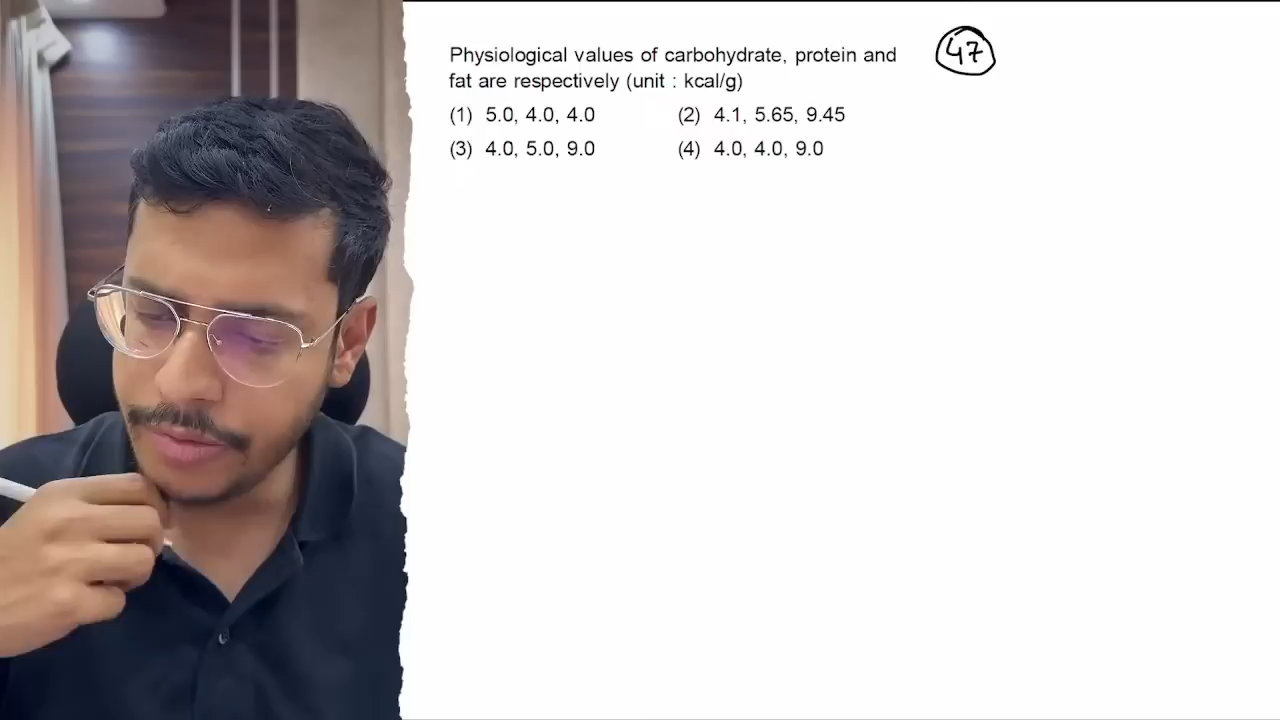 Physiological values of carbohydrate, protein and
fat are respectively (unit : kcal/g)
(1) 5.0, 4.0, 4.0 (2) 4.1, 5.65, 9.45
(3) 4.0, 5.0, 9.0 (4) 4.0, 4.0, 9.0
47